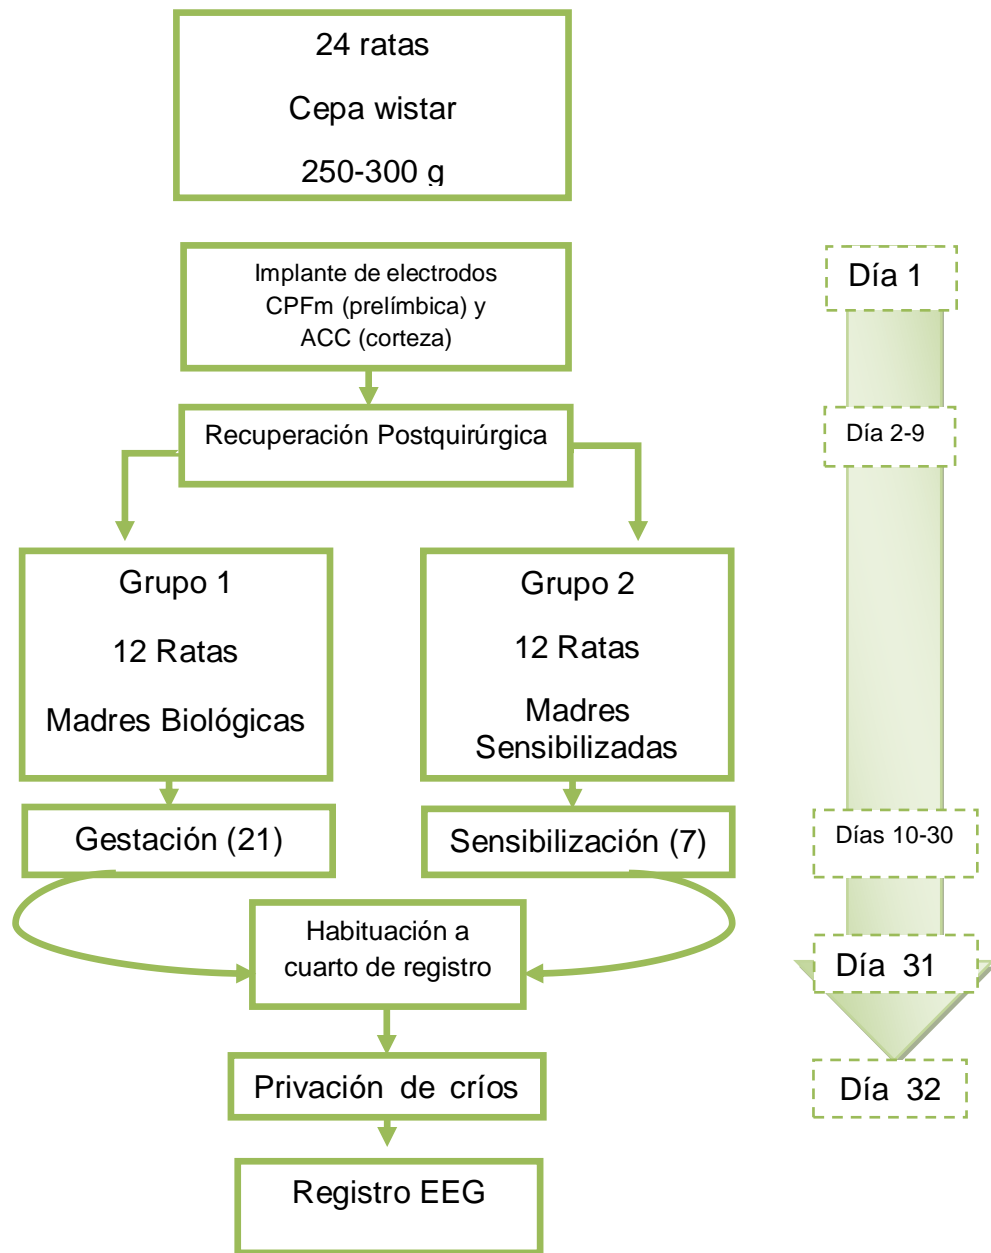 24 ratas
Cepa wistar
250-300 g
Implante de electrodos
CPFm (prelímbica) y
ACC (corteza)
Día 1
Recuperación Postquirúrgica
Día 2-9
Grupo 1
12 Ratas
Madres Biológicas
Grupo 2
12 Ratas
Madres
Sensibilizadas
Gestación (21)
Sensibilización (7)
Días 10-30
Habituación a
cuarto de registro
Día 31
Privación de críos
Día 32
Registro EEG